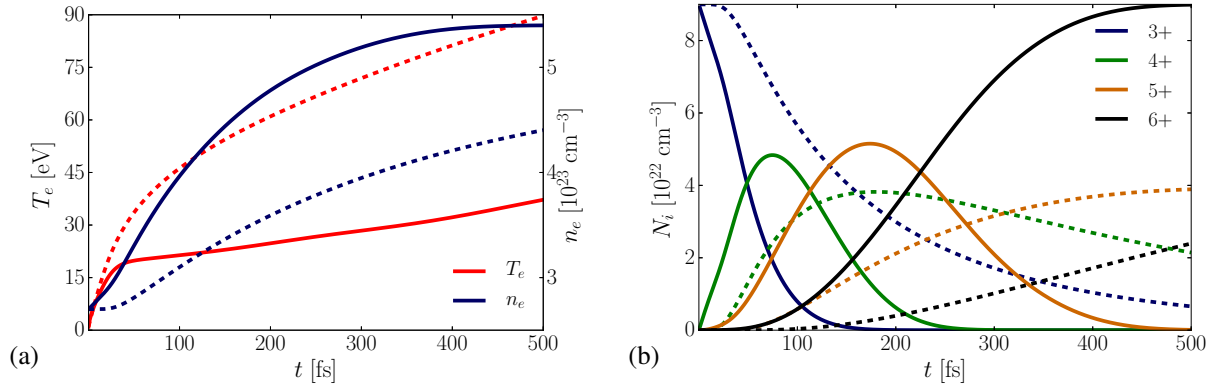 90
75
60
45
30
15
0
T_e [eV]
100 200 300 400 500
t [fs]
5
4
3
n_e [10^23 cm^−3]
T_e
n_e
(a)
8
6
4
2
0
N_i [10^22 cm^−3]
100 200 300 400 500
t [fs]
3+
4+
5+
6+
(b)